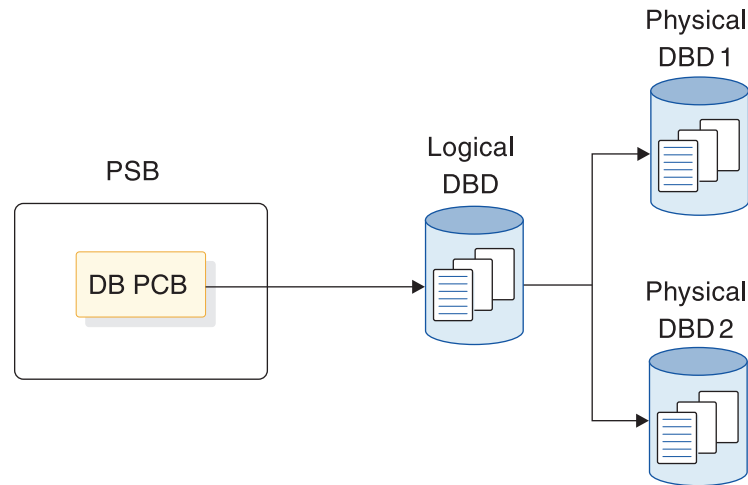 PSB
DB PCB
Logical
DBD
Physical
DBD 1
Physical
DBD 2